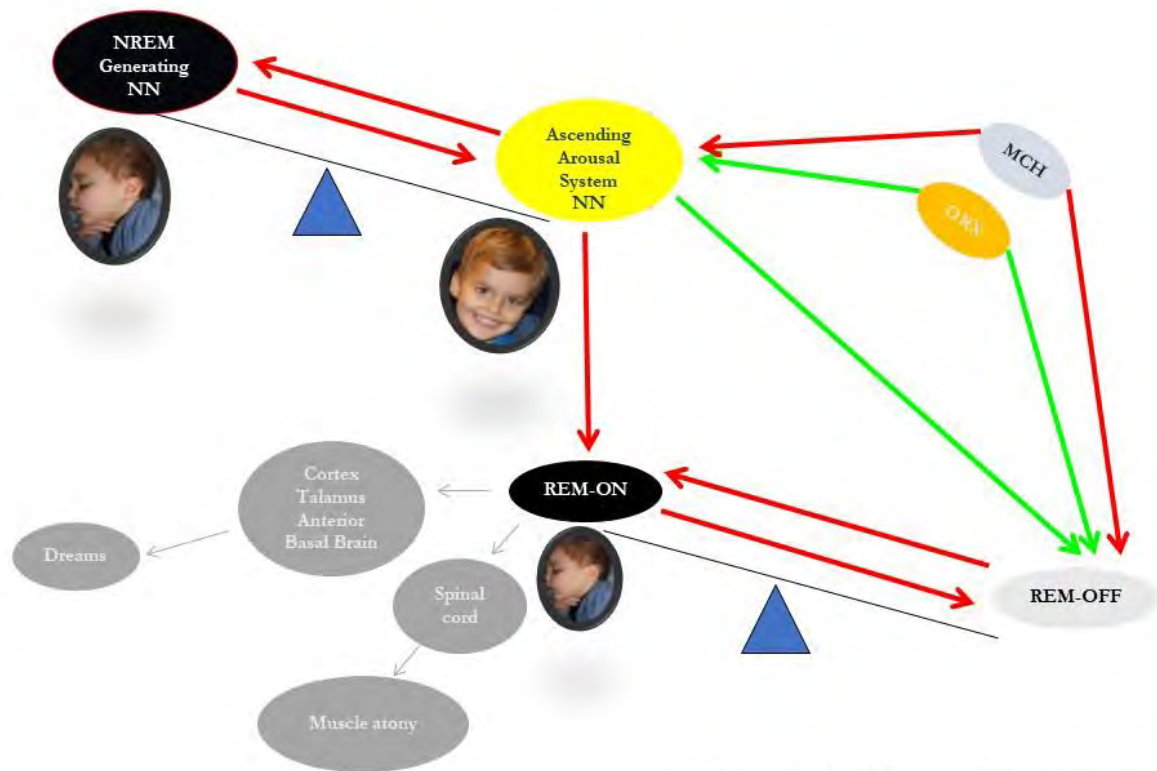 NREM
Generating
NN
Ascending
Arousal
System
NN
MCH
ORX
Cortex
Talamus
Anterior
Basal Brain
REM-ON
Dreams
Spinal
cord
REM-OFF
Muscle atony